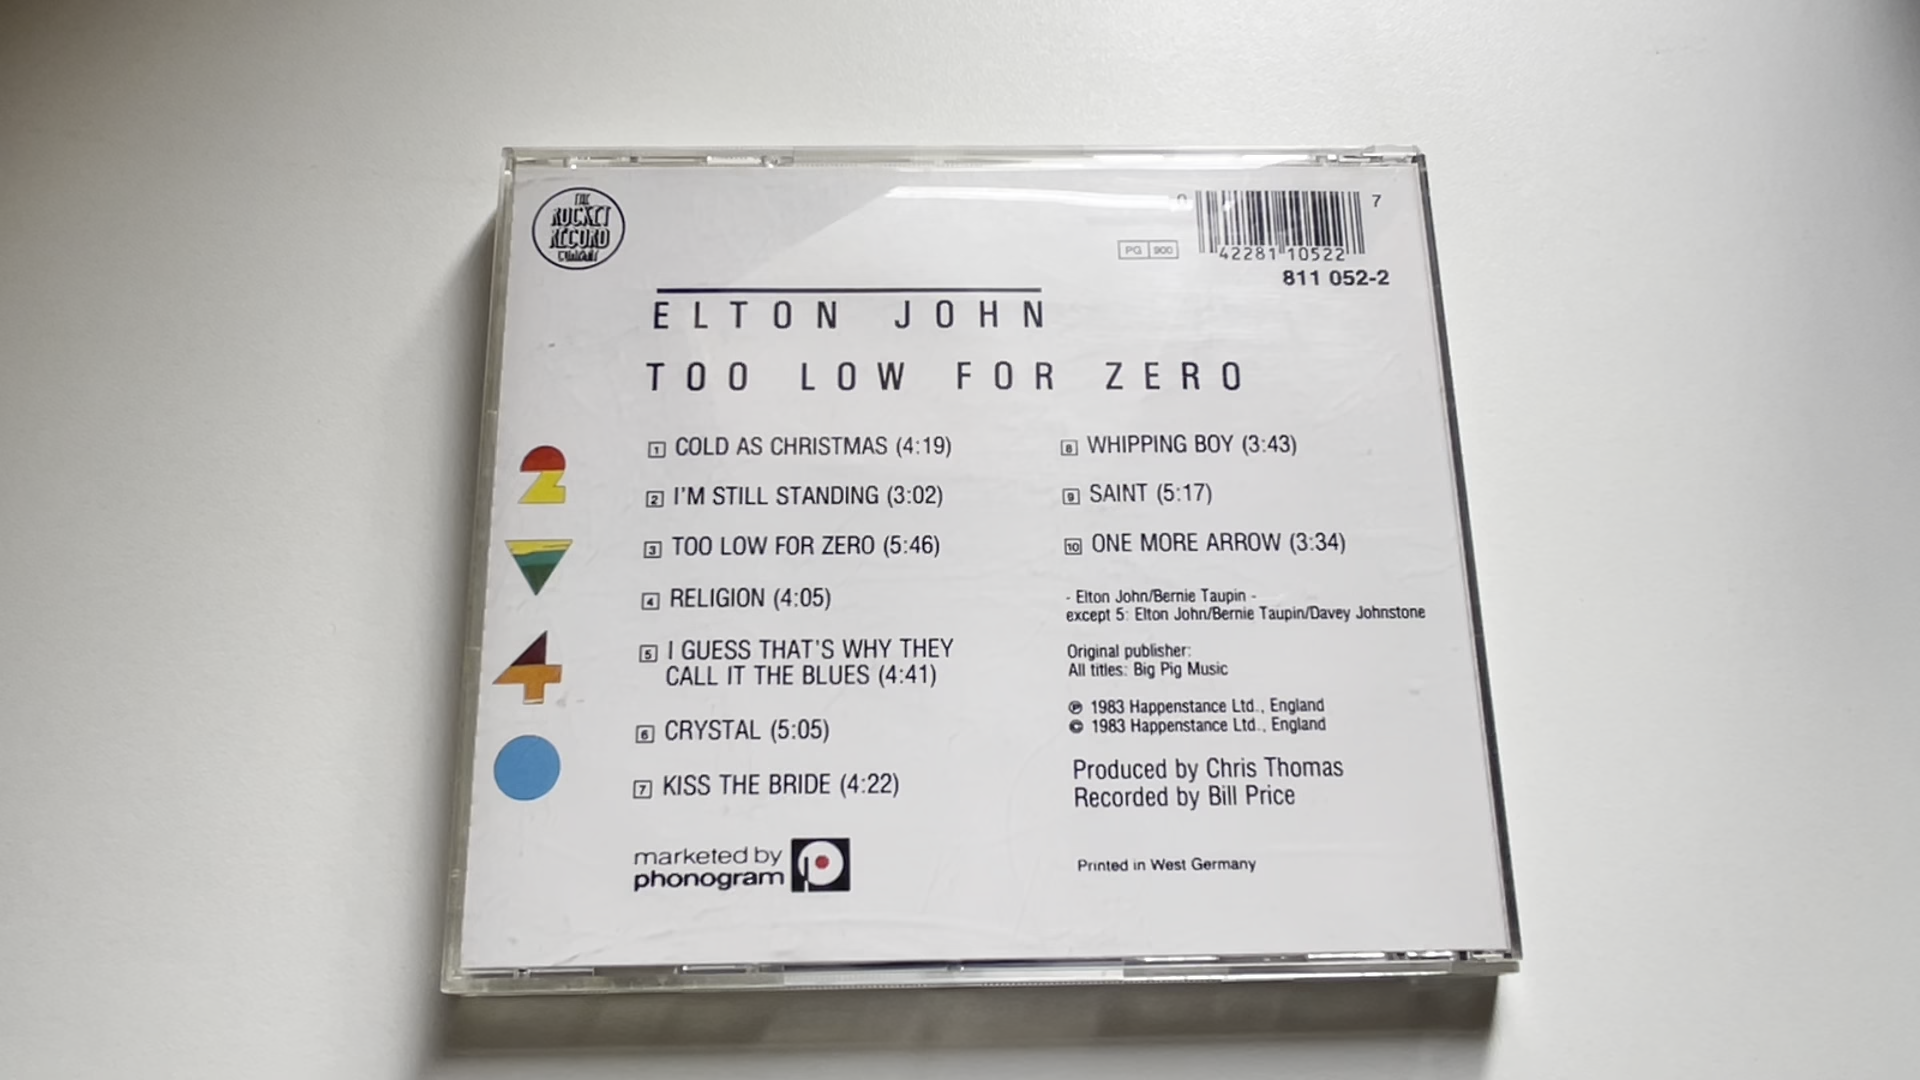 THE
ROCKET
RECORD
COMPANY
0 7
42281 10522
PG 900
811 052-2
ELTON JOHN
TOO LOW FOR ZERO
1 COLD AS CHRISTMAS (4:19)
2 I'M STILL STANDING (3:02)
3 TOO LOW FOR ZERO (5:46)
4 RELIGION (4:05)
5 I GUESS THAT'S WHY THEY
CALL IT THE BLUES (4:41)
6 CRYSTAL (5:05)
7 KISS THE BRIDE (4:22)
8 WHIPPING BOY (3:43)
9 SAINT (5:17)
10 ONE MORE ARROW (3:34)
- Elton John/Bernie Taupin -
except 5: Elton John/Bernie Taupin/Davey Johnstone
Original publisher:
All titles: Big Pig Music
℗ 1983 Happenstance Ltd., England
© 1983 Happenstance Ltd., England
Produced by Chris Thomas
Recorded by Bill Price
marketed by
phonogram
Printed in West Germany
2
4